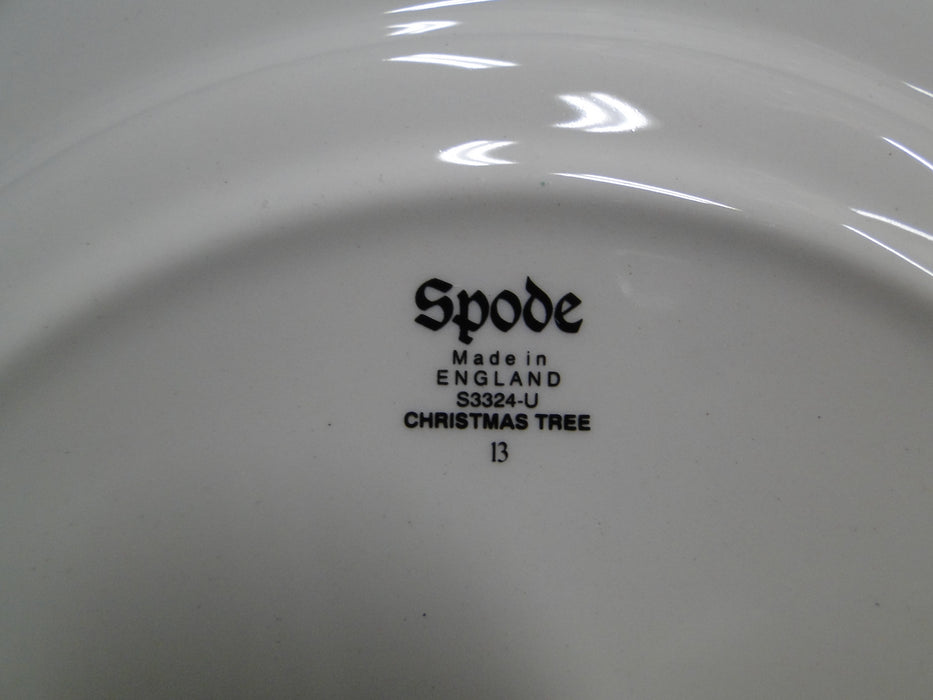 Spode
Made in
ENGLAND
S3324-U
CHRISTMAS TREE
13